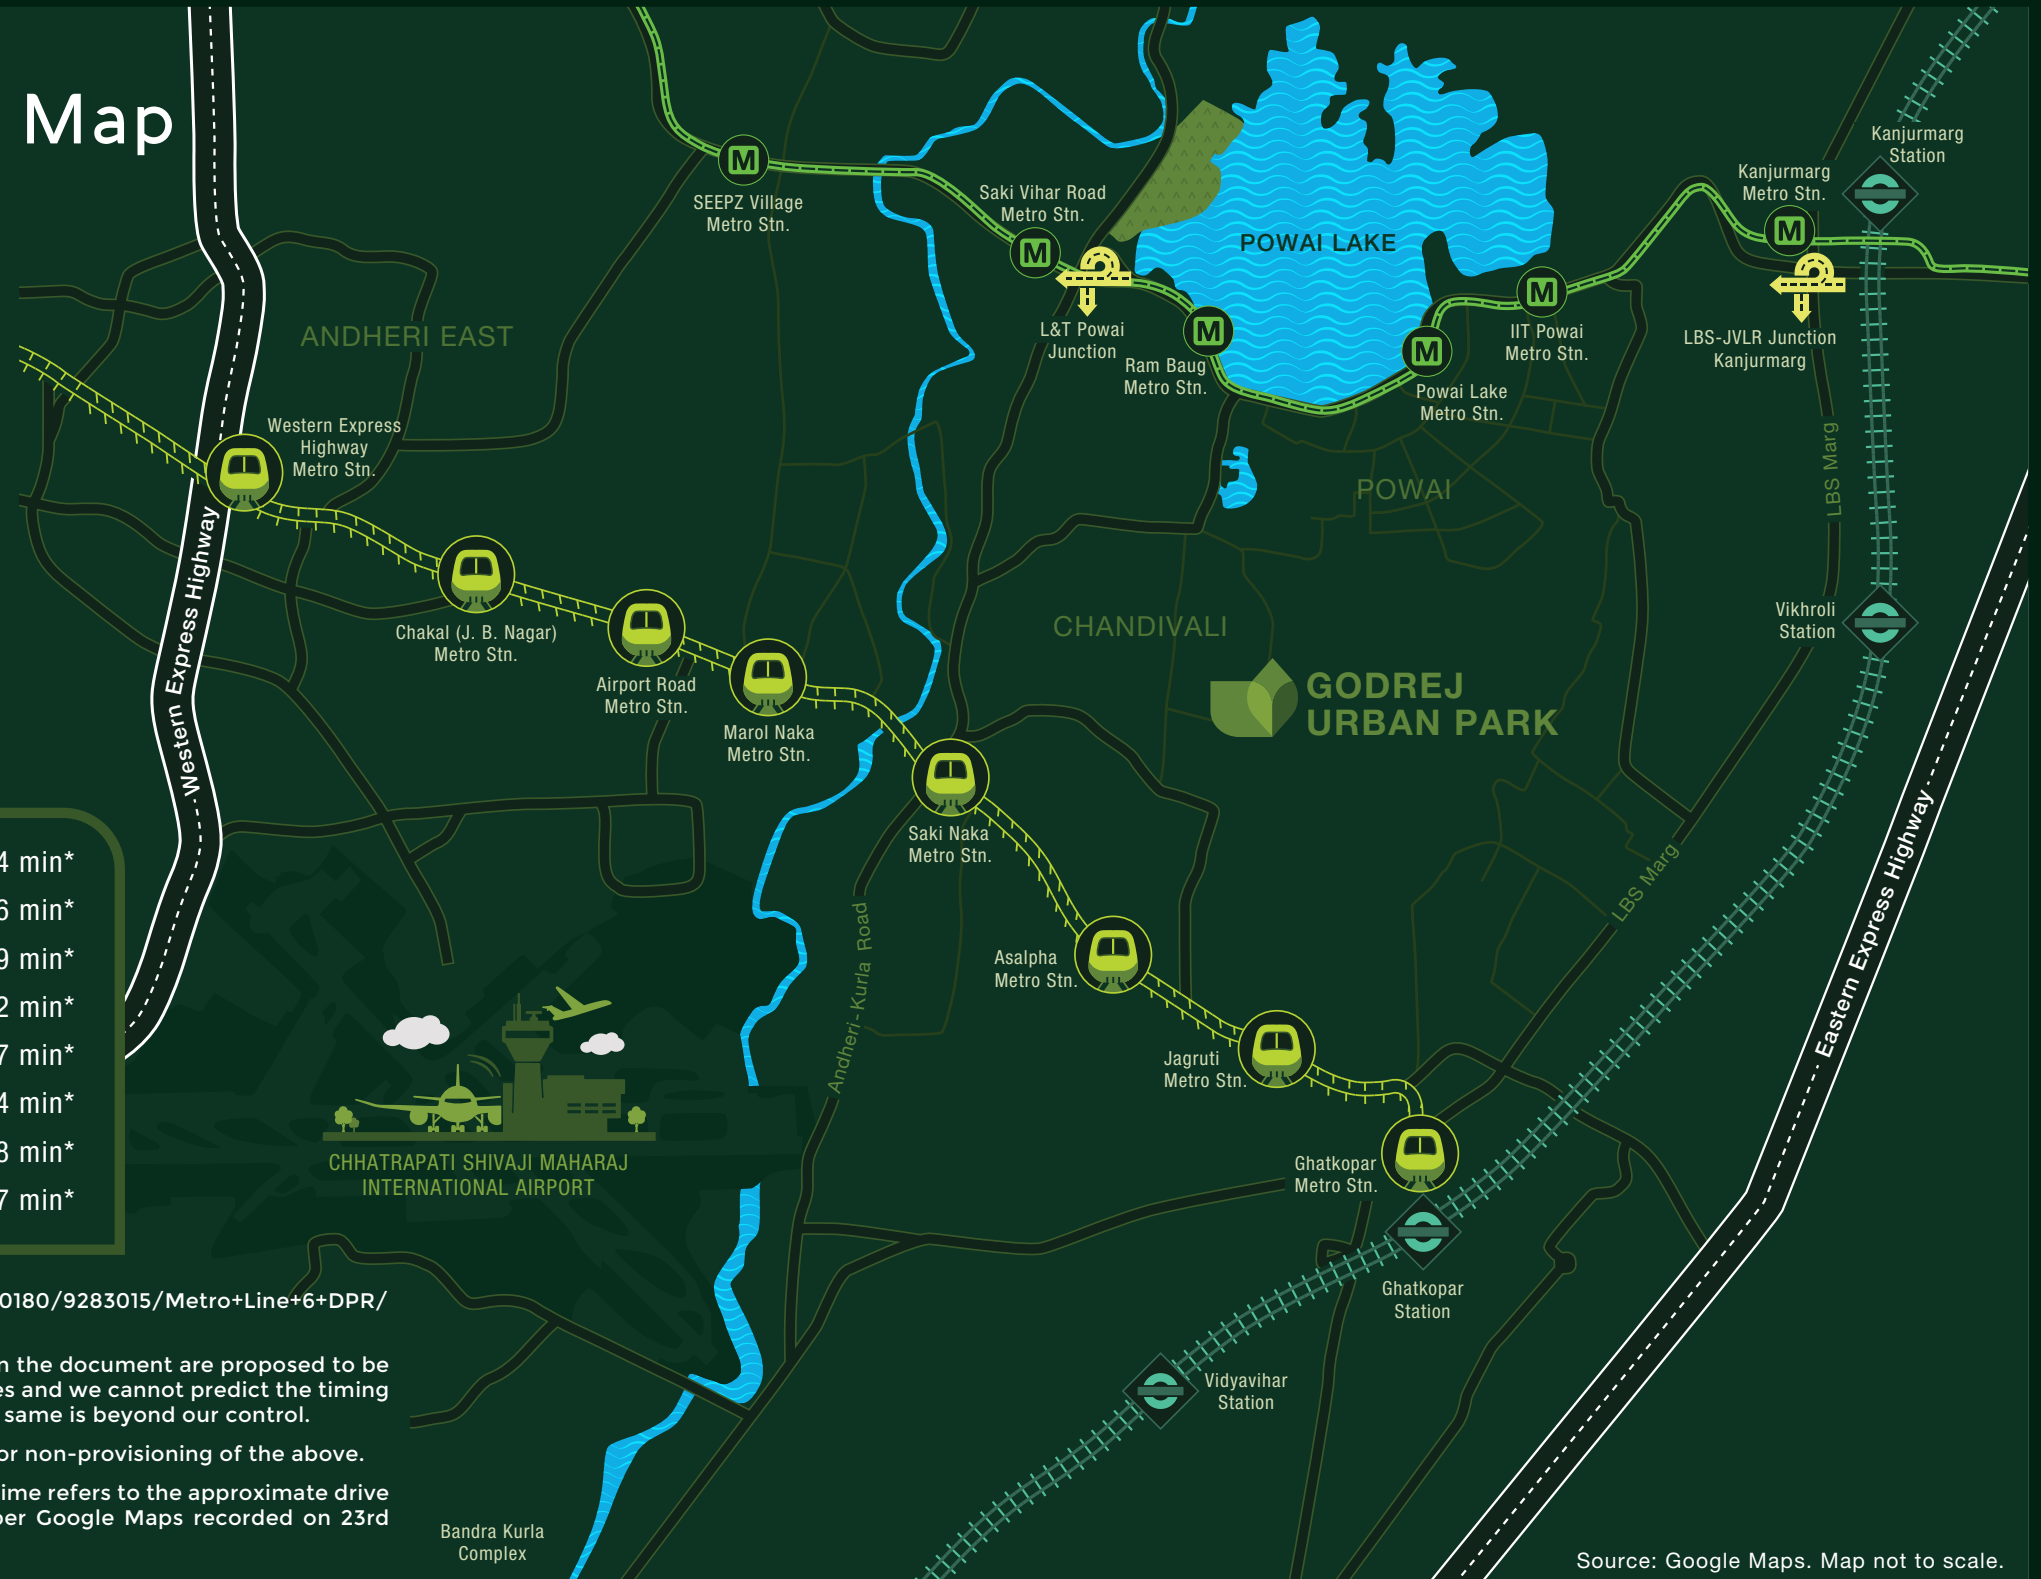 Map
Kanjurmarg
Station
Kanjurmarg
Metro Stn.
SEEPZ Village
Metro Stn.
Saki Vihar Road
Metro Stn.
POWAI LAKE
L&T Powai
Junction
Ram Baug
Metro Stn.
IIT Powai
Metro Stn.
LBS-JVLR Junction
Kanjurmarg
Powai Lake
Metro Stn.
ANDHERI EAST
Western Express
Highway
Metro Stn.
LBS Marg
POWAI
Western Express Highway
Chakal (J. B. Nagar)
Metro Stn.
CHANDIVALI
Vikhroli
Station
Airport Road
Metro Stn.
GODREJ
URBAN PARK
Marol Naka
Metro Stn.
Saki Naka
Metro Stn.
LBS Marg
Eastern Express Highway
Andheri-Kurla Road
Asalpha
Metro Stn.
Jagruti
Metro Stn.
4 min*
6 min*
9 min*
2 min*
7 min*
4 min*
8 min*
7 min*
CHHATRAPATI SHIVAJI MAHARAJ
INTERNATIONAL AIRPORT
Ghatkopar
Metro Stn.
Ghatkopar
Station
Vidyavihar
Station
0180/9283015/Metro+Line+6+DPR/
n the document are proposed to be
es and we cannot predict the timing
same is beyond our control.
or non-provisioning of the above.
ime refers to the approximate drive
per Google Maps recorded on 23rd
Bandra Kurla
Complex
Source: Google Maps. Map not to scale.
M
M
M
M
M
M